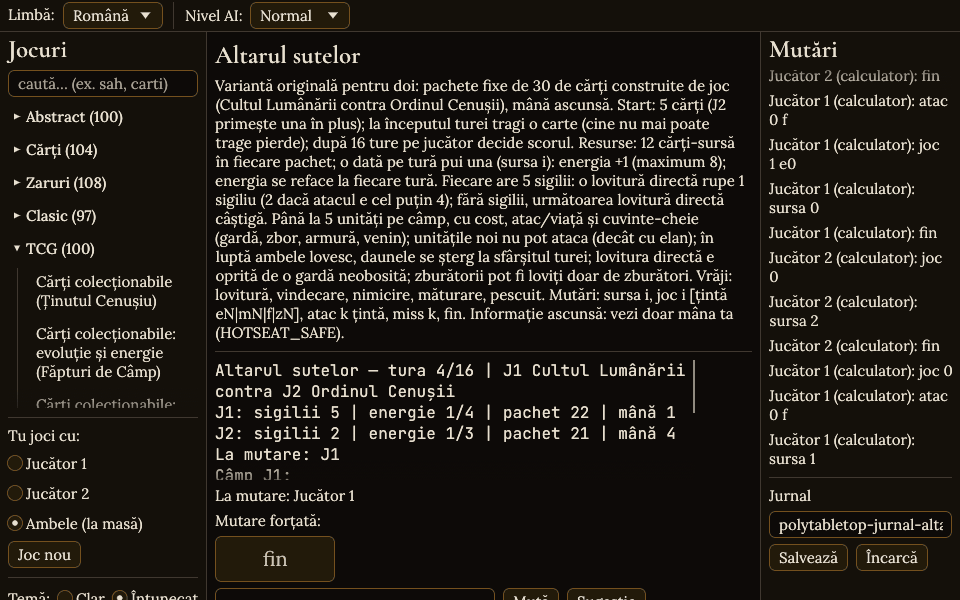 Limbă: Română ▼ Nivel AI: Normal ▼
Jocuri
caută... (ex. sah, carti)
▸ Abstract (100)
▸ Cărți (104)
▸ Zaruri (108)
▸ Clasic (97)
▾ TCG (100)
Cărți colecționabile
(Ținutul Cenușiu)
Cărți colecționabile:
evoluție și energie
(Făpturi de Câmp)
Cărți colecționabile:
Tu joci cu:
Jucător 1
Jucător 2
Ambele (la masă)
Joc nou
Temă: Clar Întunecat
Altarul sutelor
Variantă originală pentru doi: pachete fixe de 30 de cărți construite de joc
(Cultul Lumânării contra Ordinul Cenușii), mână ascunsă. Start: 5 cărți (J2
primește una în plus); la începutul turei tragi o carte (cine nu mai poate
trage pierde); după 16 ture pe jucător decide scorul. Resurse: 12 cărți-sursă
în fiecare pachet; o dată pe tură pui una (sursa i): energia +1 (maximum 8);
energia se reface la fiecare tură. Fiecare are 5 sigilii: o lovitură directă rupe 1
sigiliu (2 dacă atacul e cel puțin 4); fără sigilii, următoarea lovitură directă
câștigă. Până la 5 unități pe câmp, cu cost, atac/viață și cuvinte-cheie
(gardă, zbor, armură, venin); unitățile noi nu pot ataca (decât cu elan); în
luptă ambele lovesc, daunele se șterg la sfârșitul turei; lovitura directă e
oprită de o gardă neobosită; zburătorii pot fi loviți doar de zburători. Vrăji:
lovitură, vindecare, nimicire, măturare, pescuit. Mutări: sursa i, joc i [țintă
eN|mN|f|zN], atac k țintă, miss k, fin. Informație ascunsă: vezi doar mâna ta
(HOTSEAT_SAFE).
Altarul sutelor — tura 4/16 | J1 Cultul Lumânării
contra J2 Ordinul Cenușii
J1: sigilii 5 | energie 1/4 | pachet 22 | mână 1
J2: sigilii 2 | energie 1/3 | pachet 21 | mână 4
La mutare: J1
Câmp J1:
La mutare: Jucător 1
Mutare forțată:
fin
Mută Sugestie
Mutări
Jucător 2 (calculator): fin
Jucător 1 (calculator): atac
0 f
Jucător 1 (calculator): joc
1 e0
Jucător 1 (calculator):
sursa 0
Jucător 1 (calculator): fin
Jucător 2 (calculator): joc
0
Jucător 2 (calculator):
sursa 2
Jucător 2 (calculator): fin
Jucător 1 (calculator): joc 0
Jucător 1 (calculator): atac
0 f
Jucător 1 (calculator):
sursa 1
Jurnal
polytabletop-jurnal-alta
Salvează Încarcă